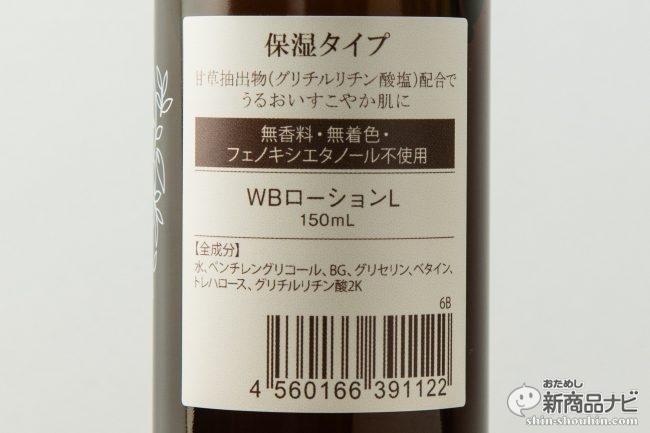 保湿タイプ
甘草抽出物(グリチルリチン酸塩)配合で
うるおいすこやか肌に
無香料・無着色・
フェノキシエタノール不使用
WBローションL
150mL
【全成分】
水、ペンチレングリコール、BG、グリセリン、ベタイン、
トレハロース、グリチルリチン酸2K
6B
4 560166 391122
おためし
新商品ナビ
shin-shouhin.com